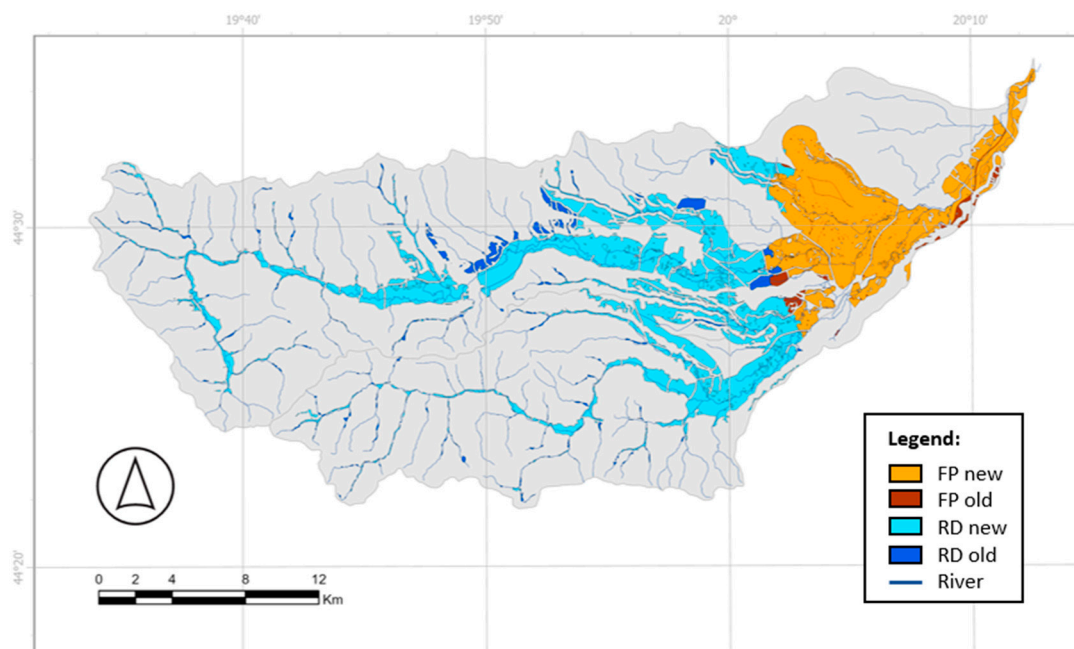 19°40' 19°50' 20° 20°10'
44°30'
44°20'
Legend:
FP new
FP old
RD new
RD old
River
0 2 4 8 12
Km